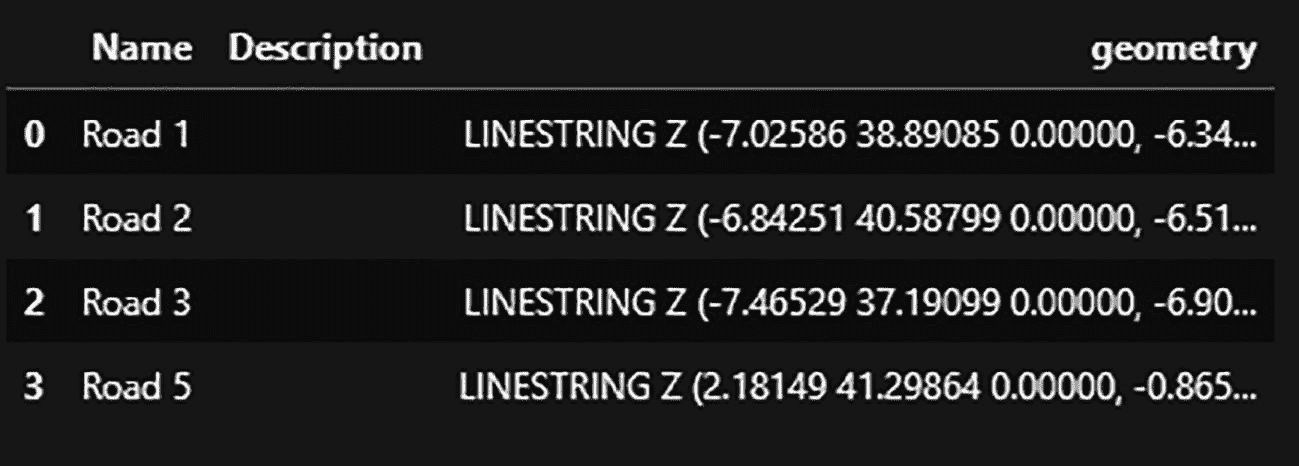 Name Description geometry
0 Road 1 LINESTRING Z (-7.02586 38.89085 0.00000, -6.34...
1 Road 2 LINESTRING Z (-6.84251 40.58799 0.00000, -6.51...
2 Road 3 LINESTRING Z (-7.46529 37.19099 0.00000, -6.90...
3 Road 5 LINESTRING Z (2.18149 41.29864 0.00000, -0.865...